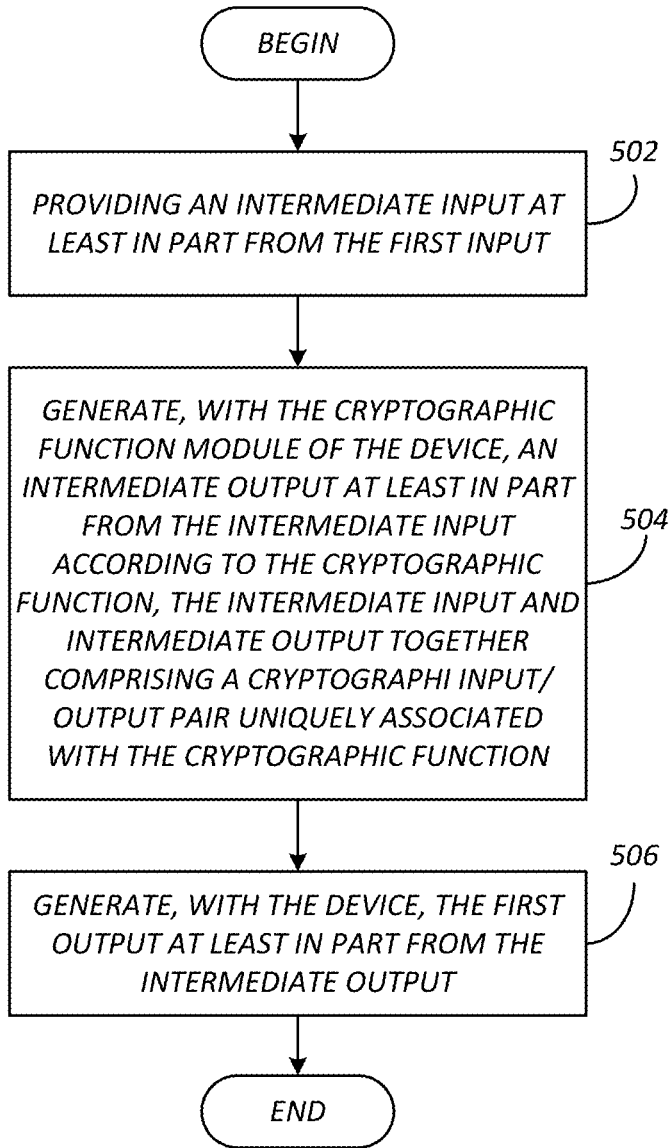 BEGIN
502
PROVIDING AN INTERMEDIATE INPUT AT
LEAST IN PART FROM THE FIRST INPUT
GENERATE, WITH THE CRYPTOGRAPHIC
FUNCTION MODULE OF THE DEVICE, AN
INTERMEDIATE OUTPUT AT LEAST IN PART
FROM THE INTERMEDIATE INPUT
ACCORDING TO THE CRYPTOGRAPHIC
504
FUNCTION, THE INTERMEDIATE INPUT AND
INTERMEDIATE OUTPUT TOGETHER
COMPRISING A CRYPTOGRAPHI INPUT/
OUTPUT PAIR UNIQUELY ASSOCIATED
WITH THE CRYPTOGRAPHIC FUNCTION
506
GENERATE, WITH THE DEVICE, THE FIRST
OUTPUT AT LEAST IN PART FROM THE
INTERMEDIATE OUTPUT
END